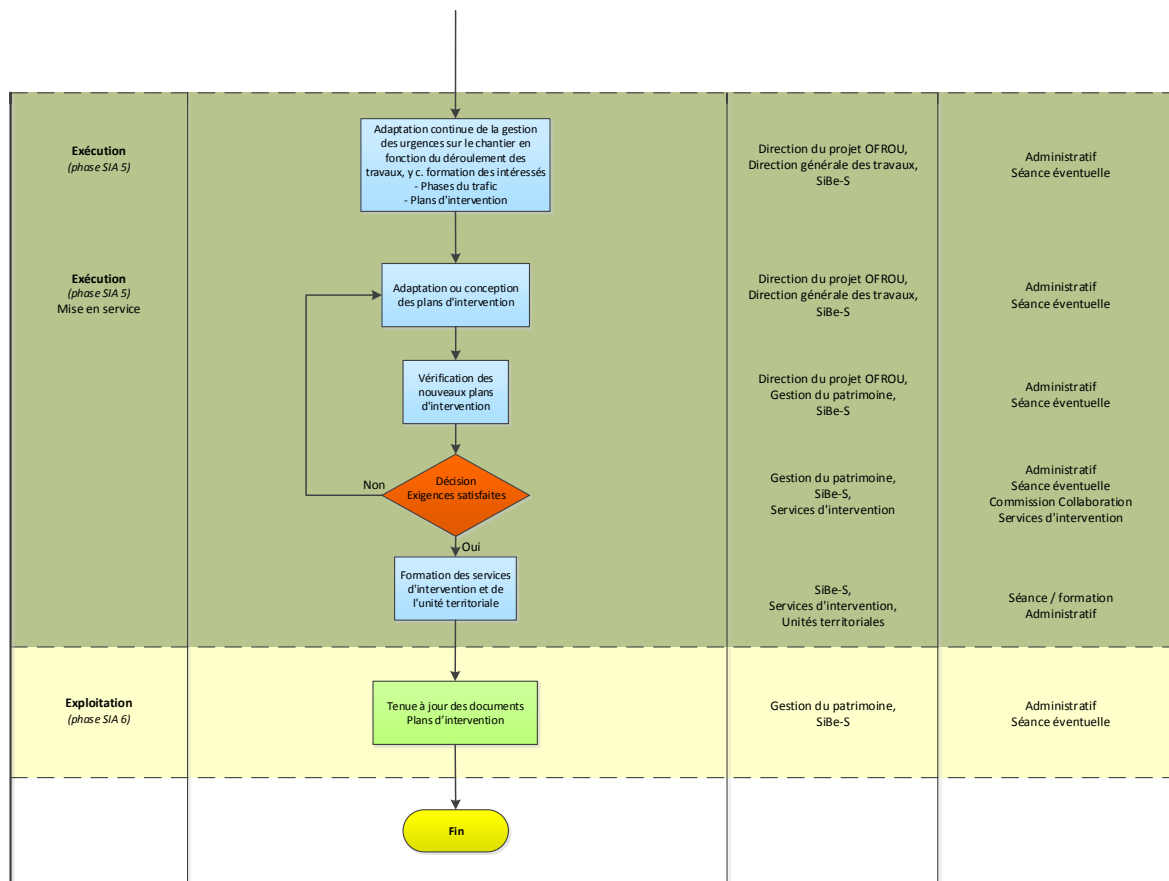 Exécution
(phase SIA 5)
Adaptation continue de la gestion
des urgences sur le chantier en
fonction du déroulement des
travaux, y c. formation des intéressés
- Phases du trafic
- Plans d'intervention
Direction du projet OFROU,
Direction générale des travaux,
SiBe-S
Administratif
Séance éventuelle
Exécution
(phase SIA 5)
Mise en service
Adaptation ou conception
des plans d'intervention
Direction du projet OFROU,
Direction générale des travaux,
SiBe-S
Administratif
Séance éventuelle
Vérification des
nouveaux plans
d'intervention
Direction du projet OFROU,
Gestion du patrimoine,
SiBe-S
Administratif
Séance éventuelle
Non
Décision
Exigences satisfaites
Gestion du patrimoine,
SiBe-S,
Services d'intervention
Administratif
Séance éventuelle
Commission Collaboration
Services d'intervention
Oui
Formation des services
d'intervention et de
l'unité territoriale
SiBe-S,
Services d'intervention,
Unités territoriales
Séance / formation
Administratif
Exploitation
(phase SIA 6)
Tenue à jour des documents
Plans d’intervention
Gestion du patrimoine,
SiBe-S
Administratif
Séance éventuelle
Fin